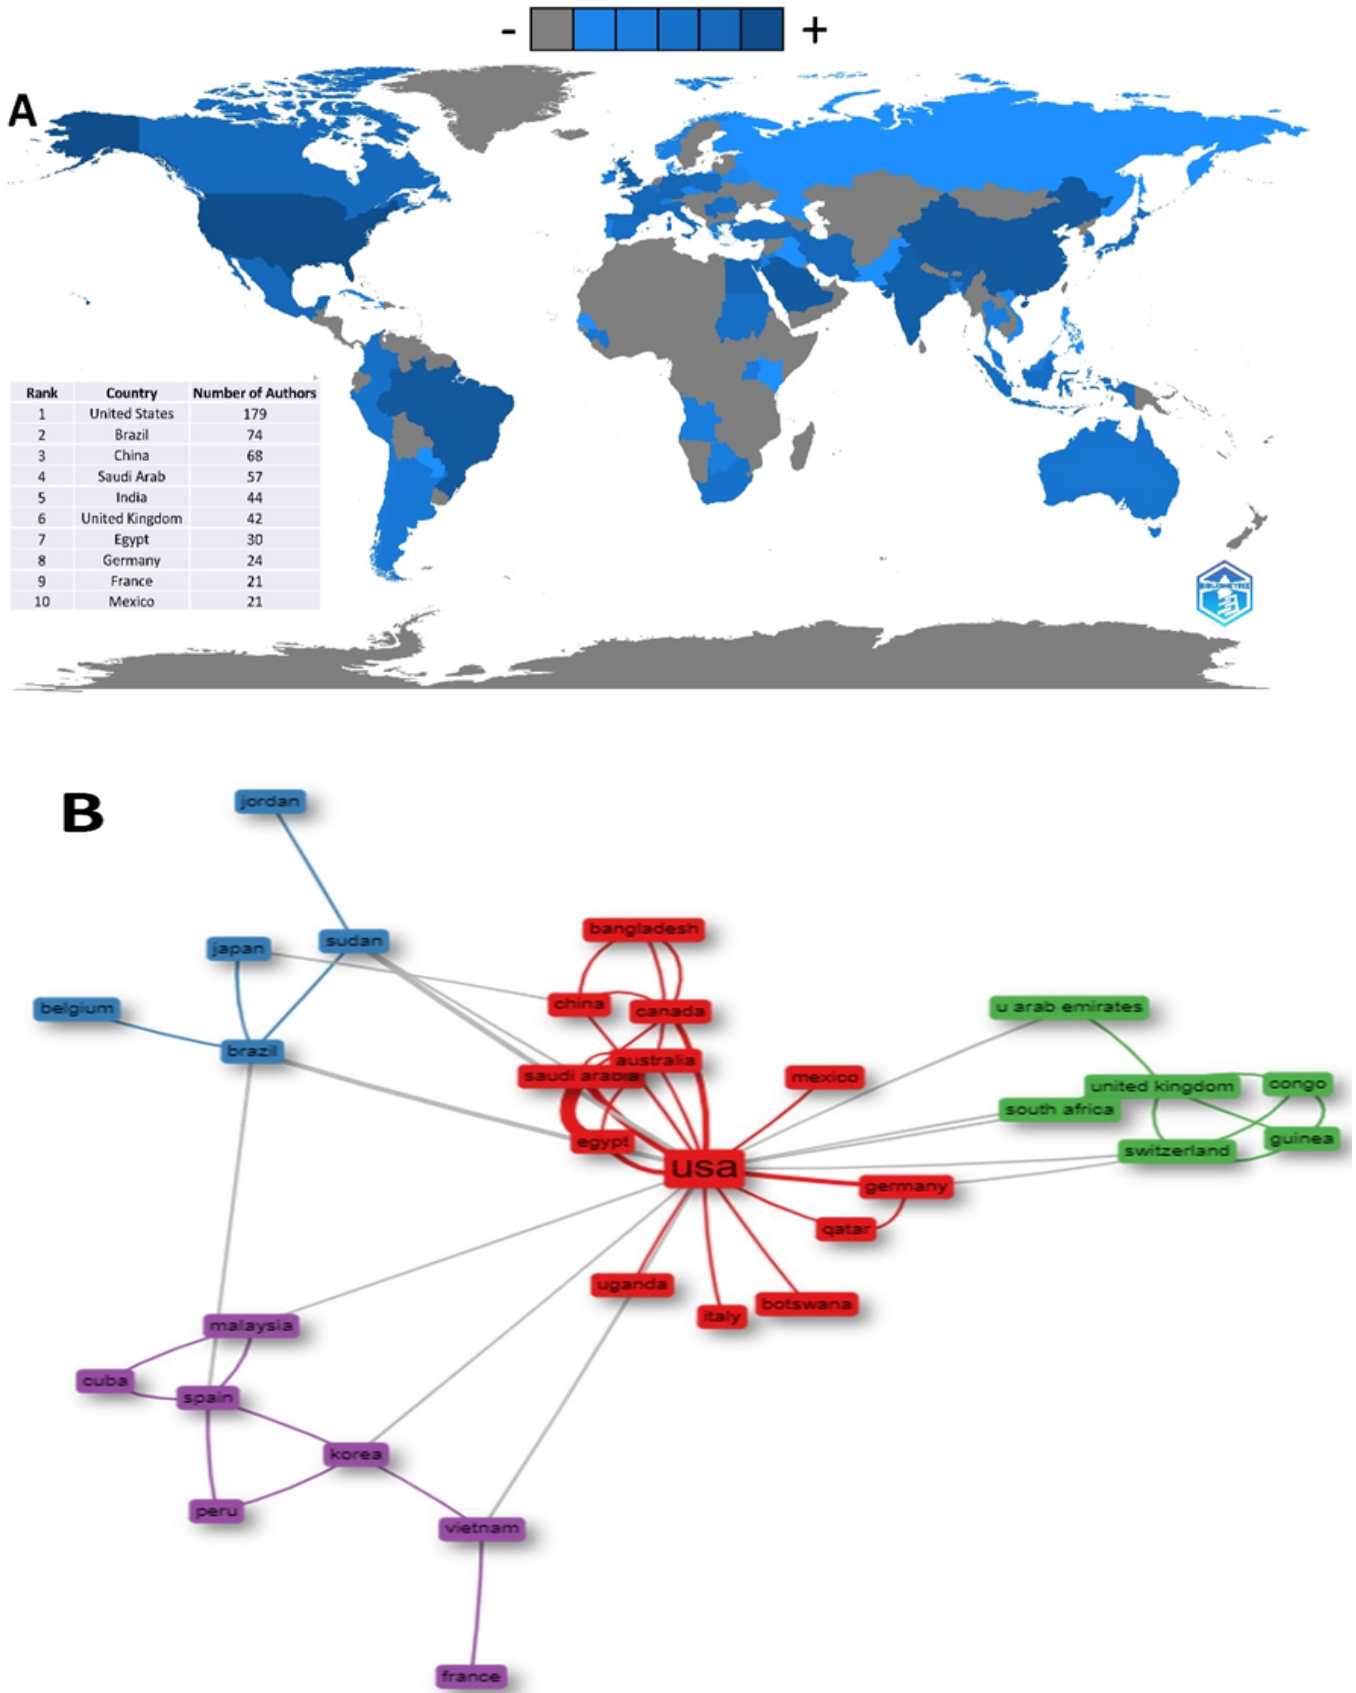 - +
A
Rank Country Number of Authors
1 United States 179
2 Brazil 74
3 China 68
4 Saudi Arab 57
5 India 44
6 United Kingdom 42
7 Egypt 30
8 Germany 24
9 France 21
10 Mexico 21
BIBLIOMETRIX
B
jordan
bangladesh
japan
sudan
belgium
china
canada
u arab emirates
brazil
australia
saudi arabia
mexico
united kingdom
congo
south africa
egypt
guinea
switzerland
usa
germany
qatar
uganda
botswana
italy
malaysia
cuba
spain
korea
peru
vietnam
france